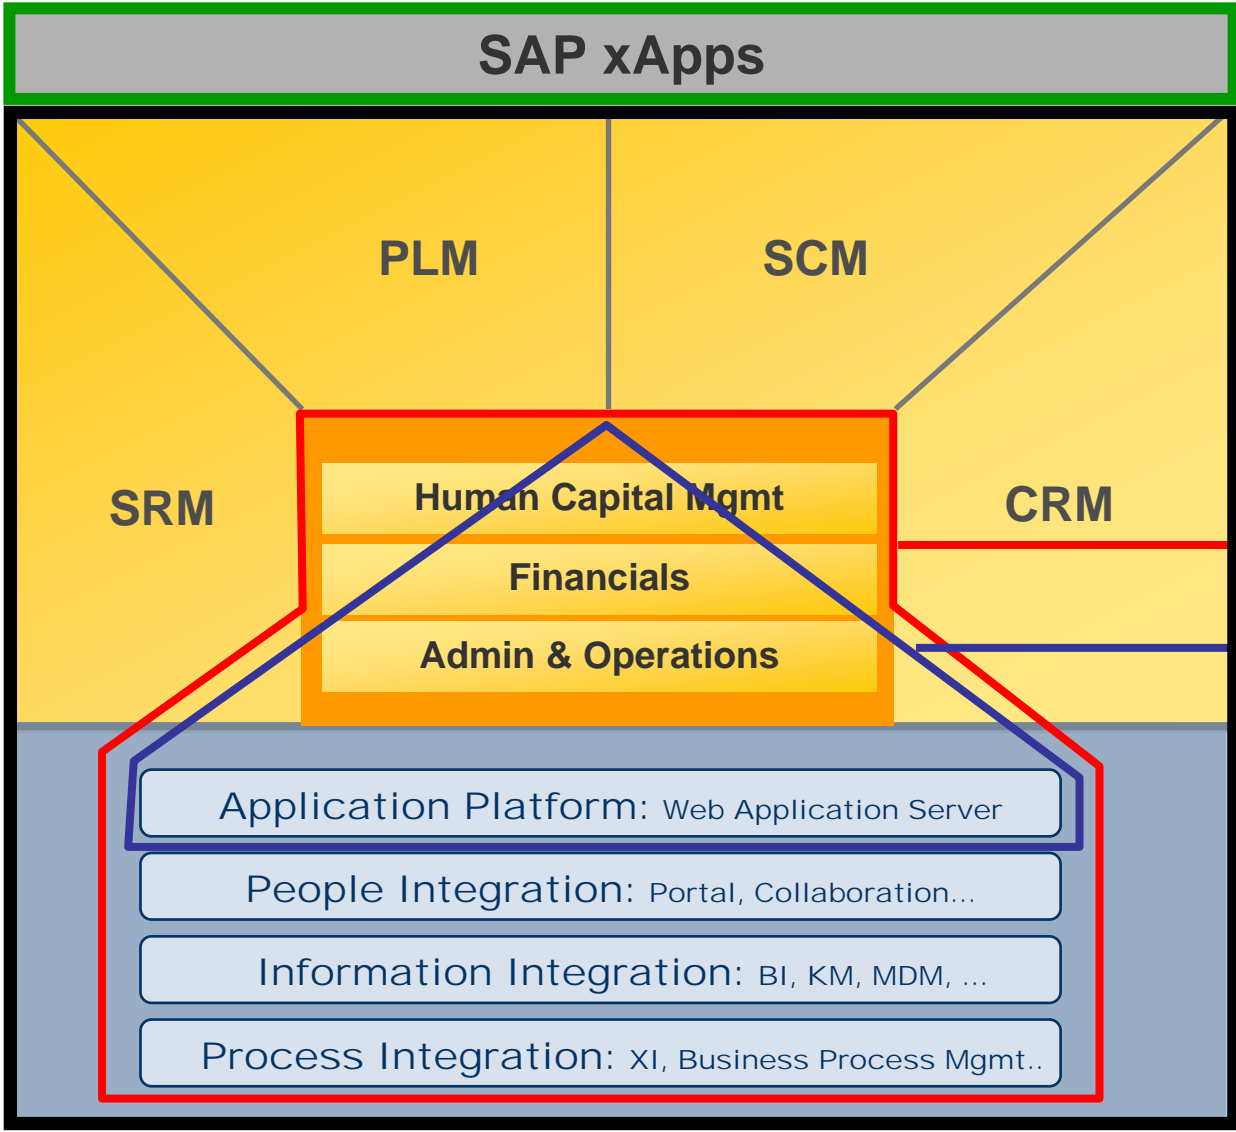 SAP xApps
PLM
SCM
SRM
CRM
Human Capital Mgmt
Financials
Admin & Operations
Application Platform: Web Application Server
People Integration: Portal, Collaboration...
Information Integration: BI, KM, MDM, ...
Process Integration: XI, Business Process Mgmt..